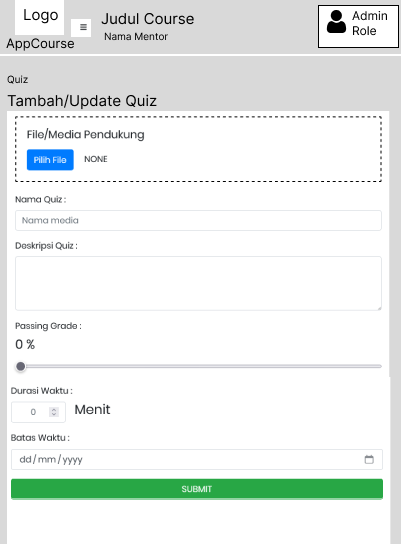 Logo
AppCourse
Judul Course
Nama Mentor
Admin
Role
Quiz
Tambah/Update Quiz
File/Media Pendukung
Pilih File
NONE
Nama Quiz :
Nama media
Deskripsi Quiz :
Passing Grade :
0 %
Durasi Waktu :
0
Menit
Batas Waktu :
dd/mm/yyyy
SUBMIT